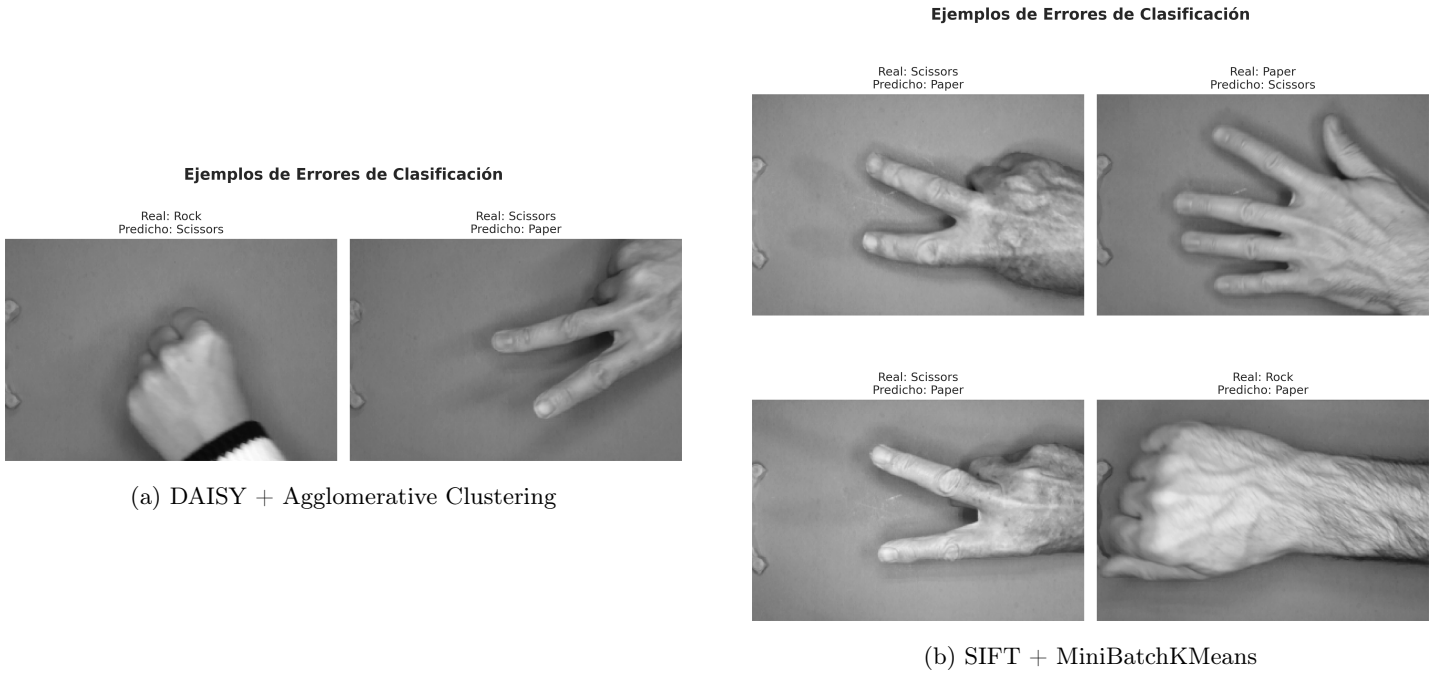 Ejemplos de Errores de Clasificación
Real: Rock
Predicho: Scissors
Real: Scissors
Predicho: Paper
(a) DAISY + Agglomerative Clustering
Ejemplos de Errores de Clasificación
Real: Scissors
Predicho: Paper
Real: Paper
Predicho: Scissors
Real: Scissors
Predicho: Paper
Real: Rock
Predicho: Paper
(b) SIFT + MiniBatchKMeans